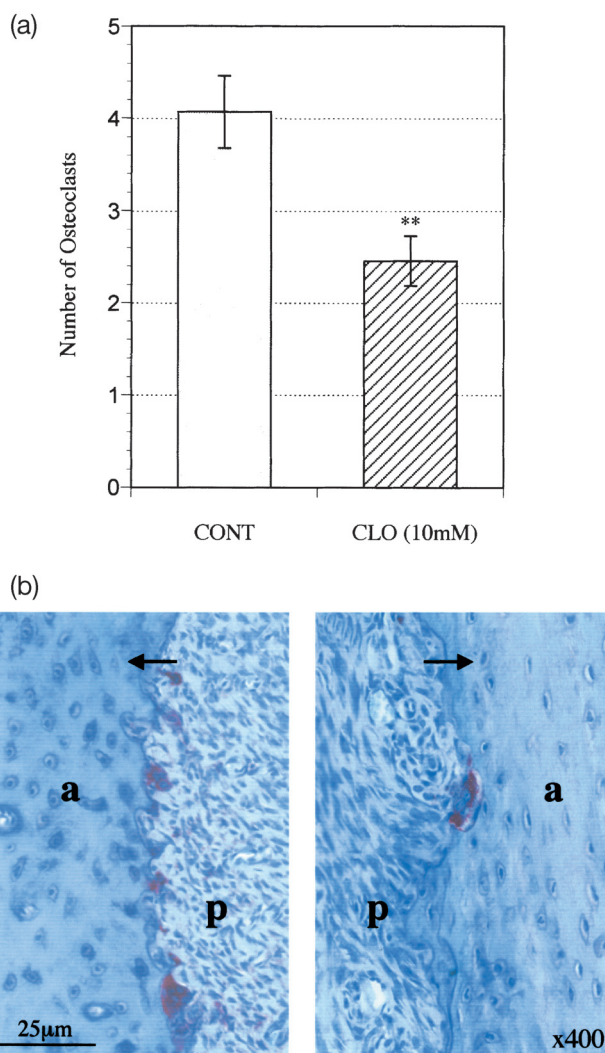 (a)
Number of Osteoclasts
5
4
3
2
1
0
**
CONT CLO (10mM)
(b)
a
p
25μm
p
a
x400